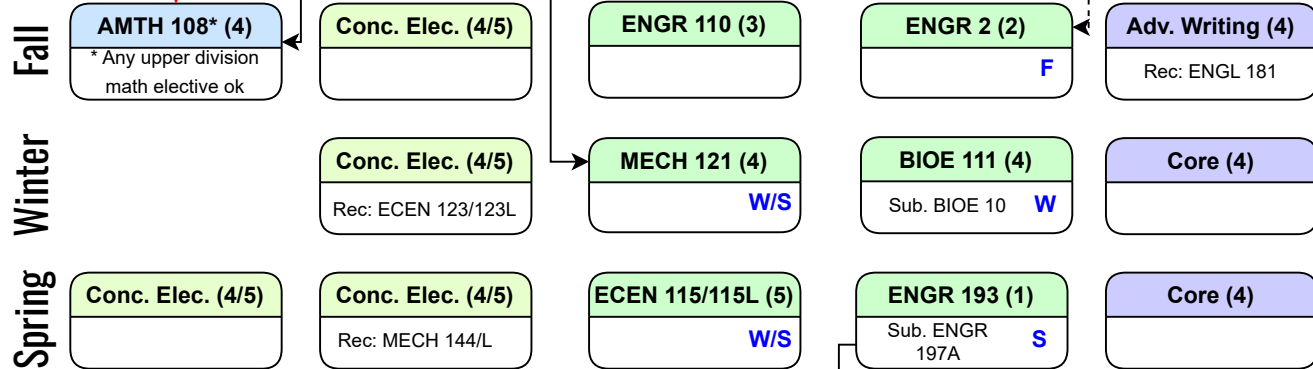 Fall
AMTH 108* (4)
* Any upper division
math elective ok
Conc. Elec. (4/5)
ENGR 110 (3)
ENGR 2 (2)
F
Adv. Writing (4)
Rec: ENGL 181
Winter
Conc. Elec. (4/5)
Rec: ECEN 123/123L
MECH 121 (4)
W/S
BIOE 111 (4)
Sub. BIOE 10
W
Core (4)
Spring
Conc. Elec. (4/5)
Conc. Elec. (4/5)
Rec: MECH 144/L
ECEN 115/115L (5)
W/S
ENGR 193 (1)
Sub. ENGR
197A
S
Core (4)